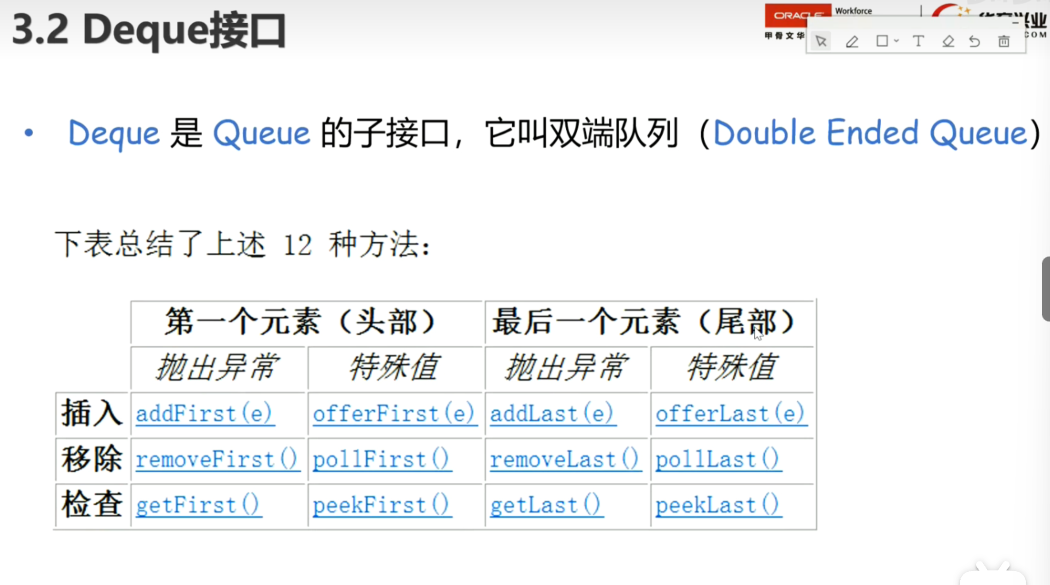 3.2 Deque接口
ORACLE Workforce
甲骨文华
• Deque 是 Queue 的子接口，它叫双端队列（Double Ended Queue）
下表总结了上述 12 种方法：
第一个元素（头部） 最后一个元素（尾部）
抛出异常 特殊值 抛出异常 特殊值
插入 addFirst(e) offerFirst(e) addLast(e) offerLast(e)
移除 removeFirst() pollFirst() removeLast() pollLast()
检查 getFirst() peekFirst() getLast() peekLast()